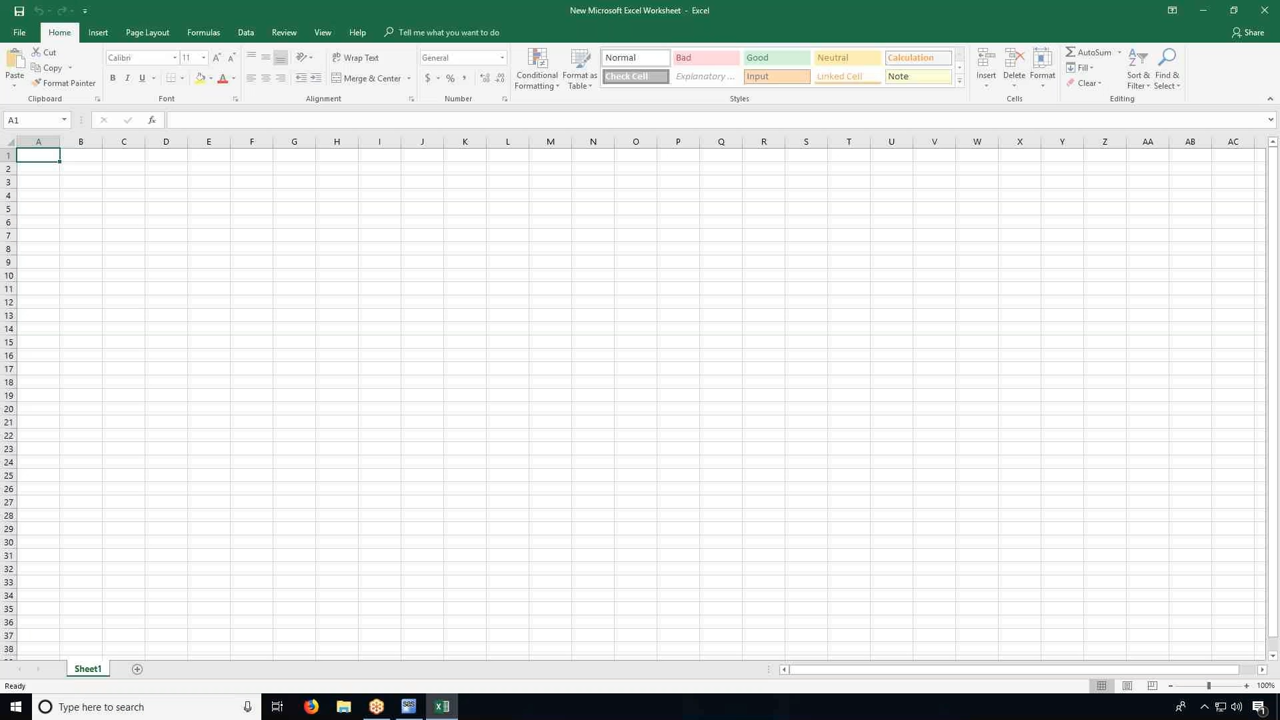 New Microsoft Excel Worksheet - Excel
File Home Insert Page Layout Formulas Data Review View Help Tell me what you want to do Share
Paste
Cut
Copy
Format Painter
Clipboard
Calibri 11
B I U
Font
Wrap Text
Merge & Center
Alignment
General
$ % ,
Number
Conditional Formatting
Format as Table
Normal Bad Good Neutral Calculation
Check Cell Explanatory ... Input Linked Cell Note
Styles
Insert Delete Format
Cells
AutoSum
Fill
Clear
Sort & Filter
Find & Select
Editing
A1 fx
A B C D E F G H I J K L M N O P Q R S T U V W X Y Z AA AB AC
1
2
3
4
5
6
7
8
9
10
11
12
13
14
15
16
17
18
19
20
21
22
23
24
25
26
27
28
29
30
31
32
33
34
35
36
37
38
Sheet1
Ready 100%
Type here to search